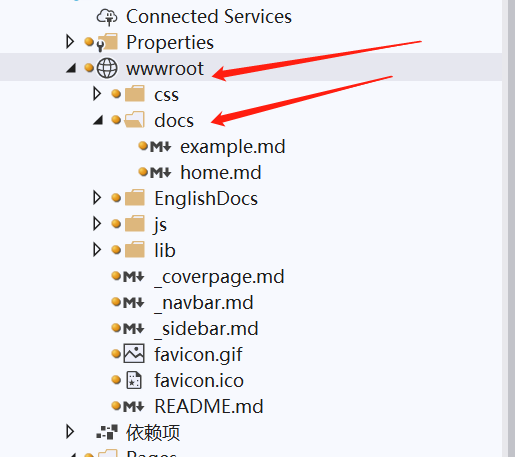 Connected Services
Properties
wwwroot
css
docs
example.md
home.md
EnglishDocs
js
lib
_coverpage.md
_navbar.md
_sidebar.md
favicon.gif
favicon.ico
README.md
依赖项
Pages